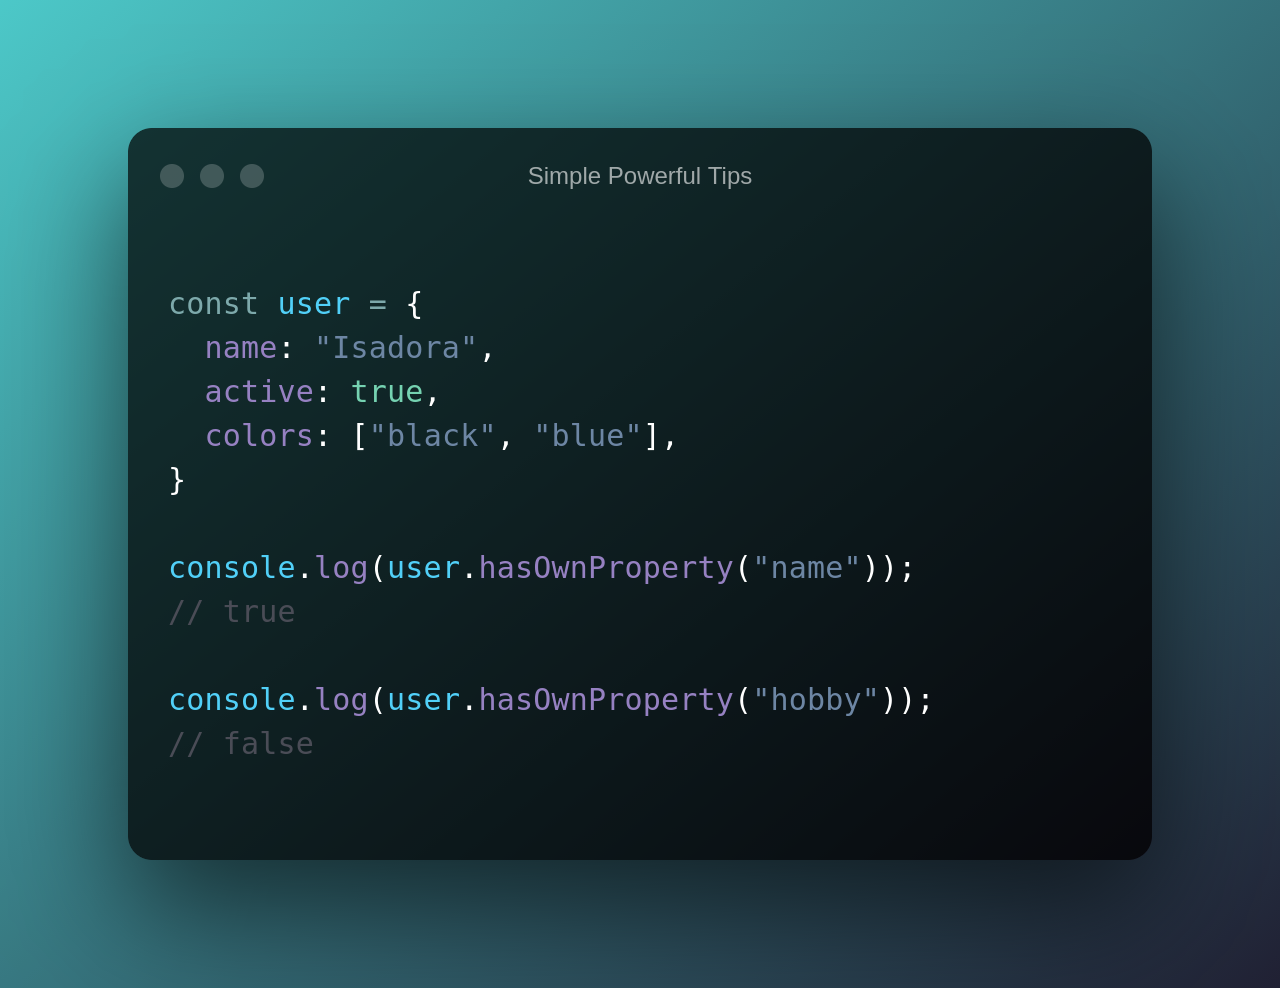 Simple Powerful Tips
const user = {
  name: "Isadora",
  active: true,
  colors: ["black", "blue"],
}
console.log(user.hasOwnProperty("name"));
// true
console.log(user.hasOwnProperty("hobby"));
// false